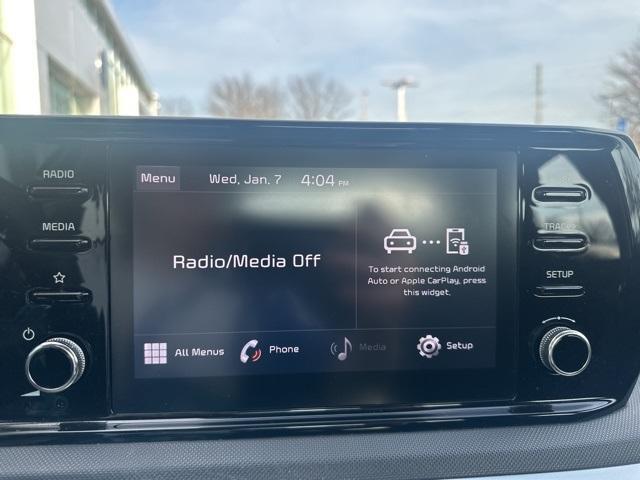 RADIO
MEDIA
Menu
Wed, Jan. 7
4:04 PM
Radio/Media Off
To start connecting Android
Auto or Apple CarPlay, press
this widget.
All Menus
Phone
Media
Setup
TRACK
SETUP